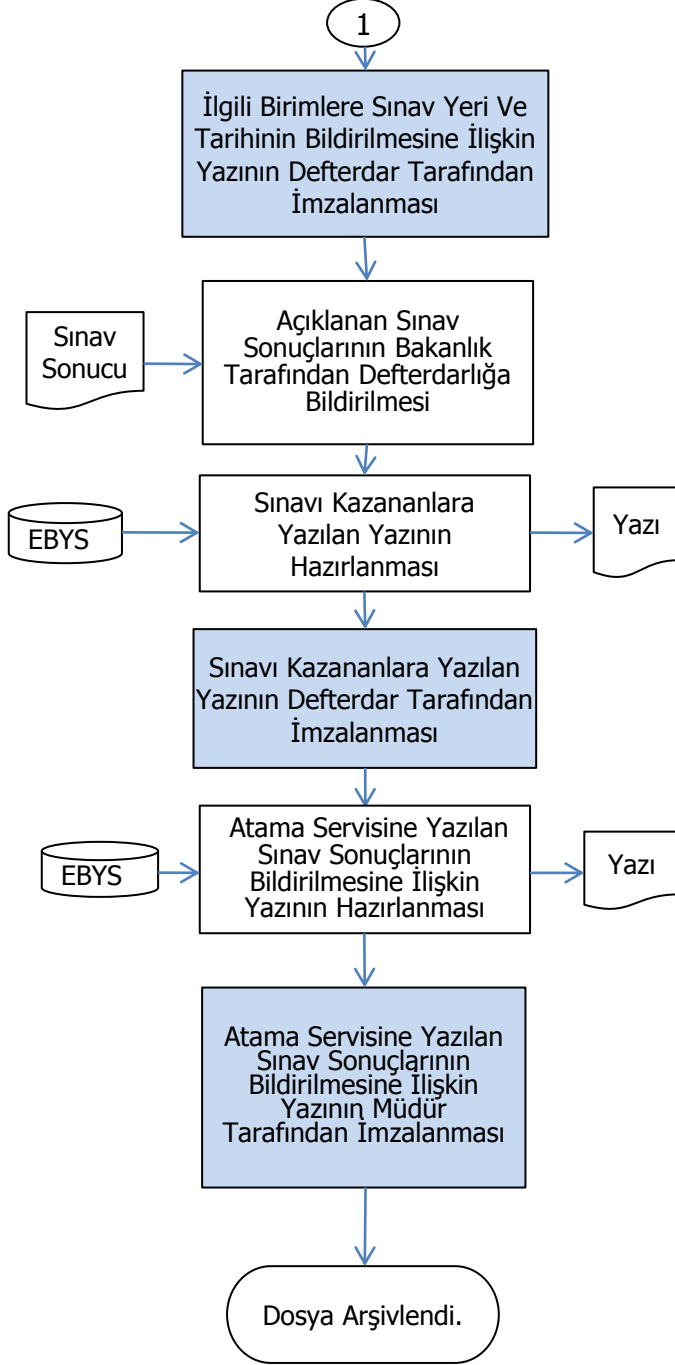 1
İlgili Birimlere Sınav Yeri Ve
Tarihinin Bildirilmesine İlişkin
Yazının Defterdar Tarafından
İmzalanması
Sınav
Sonucu
Açıklanan Sınav
Sonuçlarının Bakanlık
Tarafından Defterdarlığa
Bildirilmesi
EBYS
Sınavı Kazananlara
Yazılan Yazının
Hazırlanması
Yazı
Sınavı Kazananlara Yazılan
Yazının Defterdar Tarafından
İmzalanması
EBYS
Atama Servisine Yazılan
Sınav Sonuçlarının
Bildirilmesine İlişkin
Yazının Hazırlanması
Yazı
Atama Servisine Yazılan
Sınav Sonuçlarının
Bildirilmesine İlişkin
Yazının Müdür
Tarafından İmzalanması
Dosya Arşivlendi.